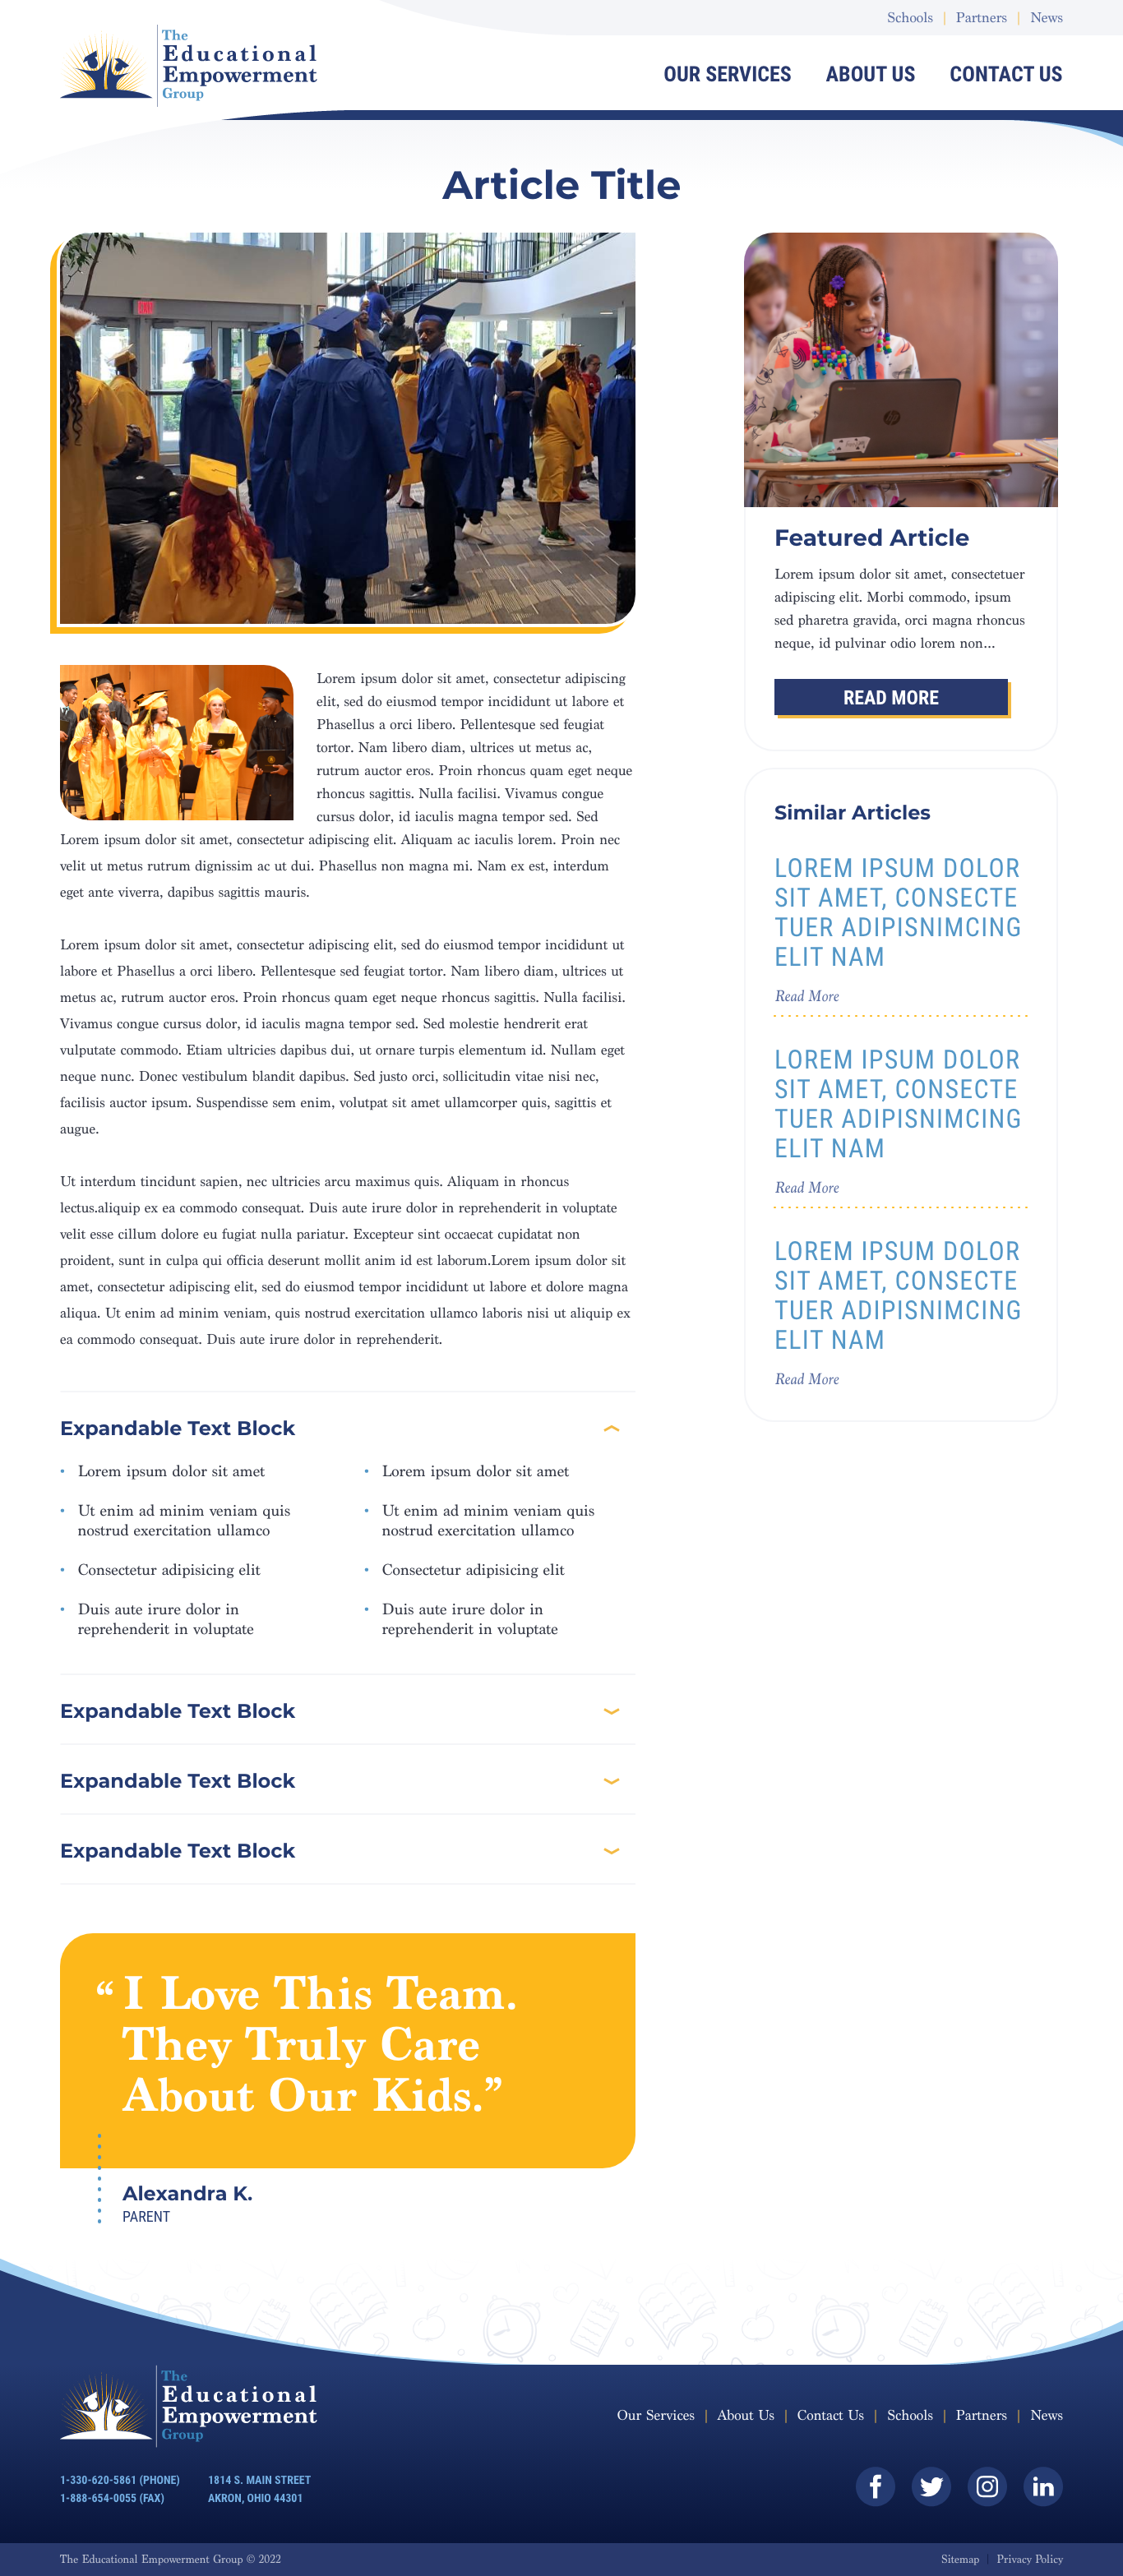 Schools | Partners | News
The
Educational
Empowerment
Group
OUR SERVICES ABOUT US CONTACT US
Article Title
Lorem ipsum dolor sit amet, consectetur adipiscing
elit, sed do eiusmod tempor incididunt ut labore et
Phasellus a orci libero. Pellentesque sed feugiat
tortor. Nam libero diam, ultrices ut metus ac,
rutrum auctor eros. Proin rhoncus quam eget neque
rhoncus sagittis. Nulla facilisi. Vivamus congue
cursus dolor, id iaculis magna tempor sed. Sed
Lorem ipsum dolor sit amet, consectetur adipiscing elit. Aliquam ac iaculis lorem. Proin nec
velit ut metus rutrum dignissim ac ut dui. Phasellus non magna mi. Nam ex est, interdum
eget ante viverra, dapibus sagittis mauris.
Lorem ipsum dolor sit amet, consectetur adipiscing elit, sed do eiusmod tempor incididunt ut
labore et Phasellus a orci libero. Pellentesque sed feugiat tortor. Nam libero diam, ultrices ut
metus ac, rutrum auctor eros. Proin rhoncus quam eget neque rhoncus sagittis. Nulla facilisi.
Vivamus congue cursus dolor, id iaculis magna tempor sed. Sed molestie hendrerit erat
vulputate commodo. Etiam ultricies dapibus dui, ut ornare turpis elementum id. Nullam eget
neque nunc. Donec vestibulum blandit dapibus. Sed justo orci, sollicitudin vitae nisi nec,
facilisis auctor ipsum. Suspendisse sem enim, volutpat sit amet ullamcorper quis, sagittis et
augue.
Ut interdum tincidunt sapien, nec ultricies arcu maximus quis. Aliquam in rhoncus
lectus.aliquip ex ea commodo consequat. Duis aute irure dolor in reprehenderit in voluptate
velit esse cillum dolore eu fugiat nulla pariatur. Excepteur sint occaecat cupidatat non
proident, sunt in culpa qui officia deserunt mollit anim id est laborum.Lorem ipsum dolor sit
amet, consectetur adipiscing elit, sed do eiusmod tempor incididunt ut labore et dolore magna
aliqua. Ut enim ad minim veniam, quis nostrud exercitation ullamco laboris nisi ut aliquip ex
ea commodo consequat. Duis aute irure dolor in reprehenderit.
Expandable Text Block
• Lorem ipsum dolor sit amet
• Ut enim ad minim veniam quis
nostrud exercitation ullamco
• Consectetur adipisicing elit
• Duis aute irure dolor in
reprehenderit in voluptate
• Lorem ipsum dolor sit amet
• Ut enim ad minim veniam quis
nostrud exercitation ullamco
• Consectetur adipisicing elit
• Duis aute irure dolor in
reprehenderit in voluptate
Expandable Text Block
Expandable Text Block
Expandable Text Block
“I Love This Team.
They Truly Care
About Our Kids.”
Alexandra K.
PARENT
Featured Article
Lorem ipsum dolor sit amet, consectetuer
adipiscing elit. Morbi commodo, ipsum
sed pharetra gravida, orci magna rhoncus
neque, id pulvinar odio lorem non...
READ MORE
Similar Articles
LOREM IPSUM DOLOR
SIT AMET, CONSECTE
TUER ADIPISNIMCING
ELIT NAM
Read More
LOREM IPSUM DOLOR
SIT AMET, CONSECTE
TUER ADIPISNIMCING
ELIT NAM
Read More
LOREM IPSUM DOLOR
SIT AMET, CONSECTE
TUER ADIPISNIMCING
ELIT NAM
Read More
The
Educational
Empowerment
Group
Our Services | About Us | Contact Us | Schools | Partners | News
1-330-620-5861 (PHONE)
1-888-654-0055 (FAX)
1814 S. MAIN STREET
AKRON, OHIO 44301
The Educational Empowerment Group © 2022
Sitemap | Privacy Policy